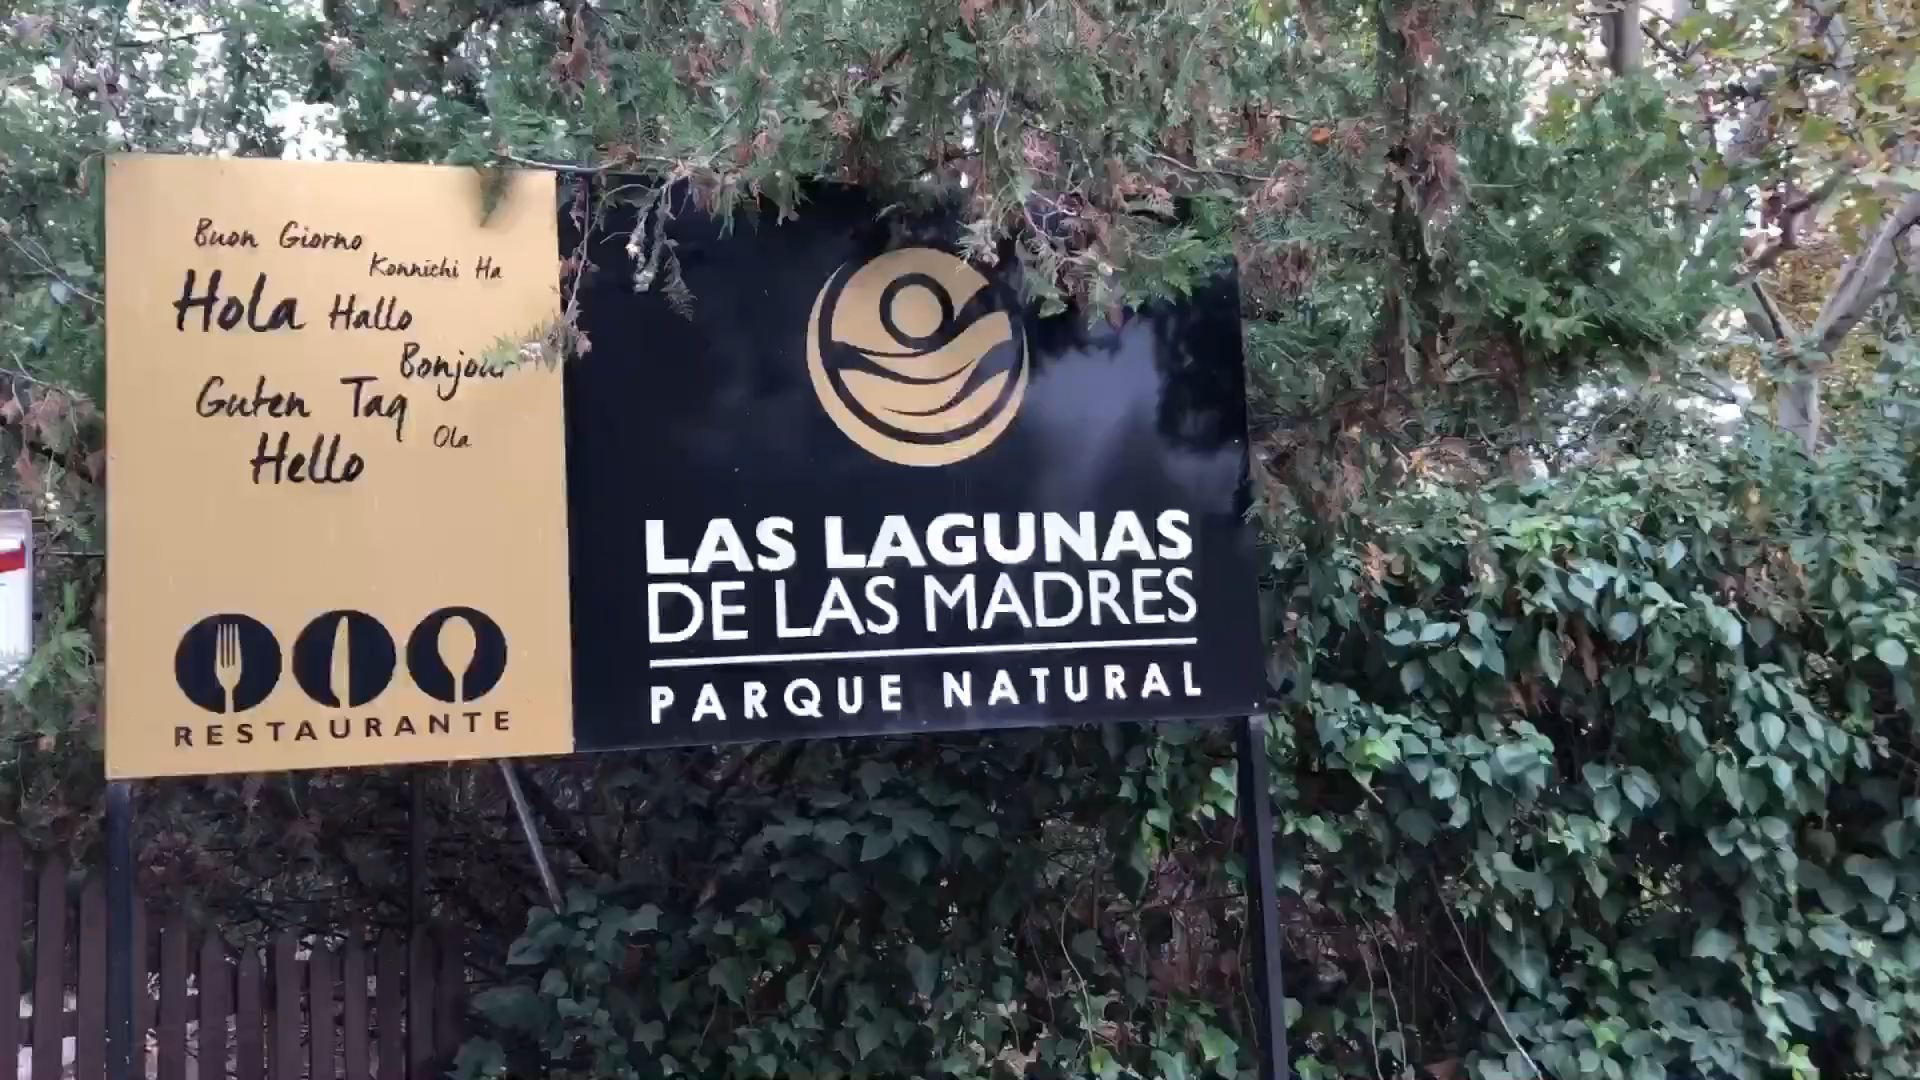 Buon Giorno
Konnichi Ha
Hola Hallo
Bonjour
Guten Tag
Ola
Hello
RESTAURANTE
LAS LAGUNAS
DE LAS MADRES
PARQUE NATURAL